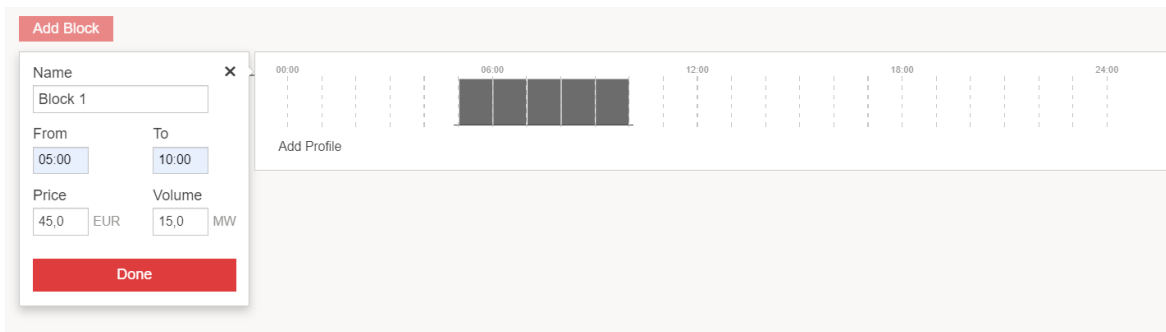 Add Block
Name ✕
Block 1
From To
05:00 10:00
Price Volume
45,0 EUR 15,0 MW
Done
00:00 06:00 12:00 18:00 24:00
Add Profile